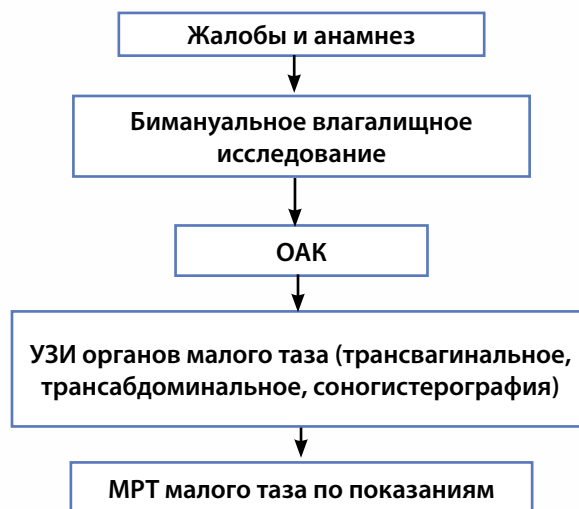 Жалобы и анамнез
Бимануальное влагалищное
исследование
ОАК
УЗИ органов малого таза (трансвагинальное,
трансабдоминальное, соногистерография)
МРТ малого таза по показаниям